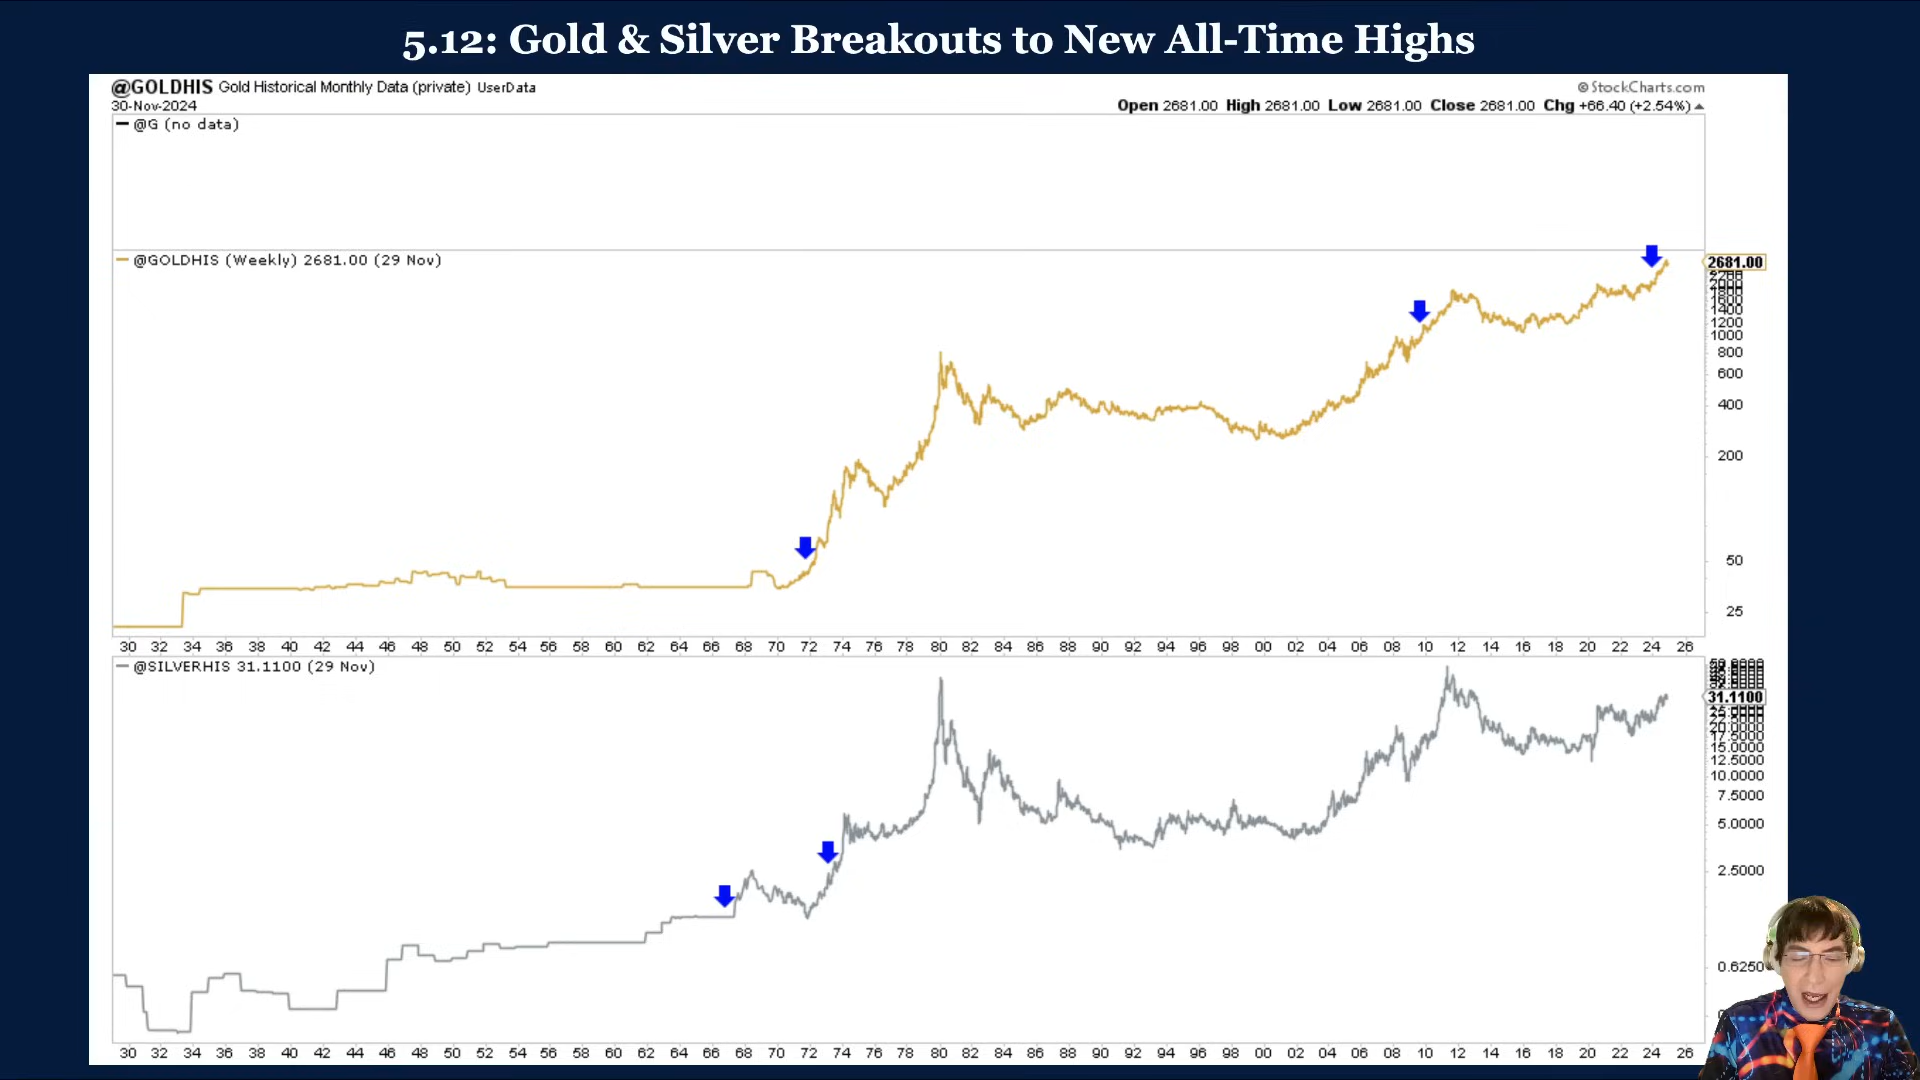 5.12: Gold & Silver Breakouts to New All-Time Highs
@GOLDHIS Gold Historical Monthly Data (private) UserData
© StockCharts.com
30-Nov-2024
Open 2681.00 High 2681.00 Low 2681.00 Close 2681.00 Chg +66.40 (+2.54%)
@G (no data)
@GOLDHIS (Weekly) 2681.00 (29 Nov)
2681.00
2000
1800
1600
1400
1200
1000
800
600
400
200
50
25
30 32 34 36 38 40 42 44 46 48 50 52 54 56 58 60 62 64 66 68 70 72 74 76 78 80 82 84 86 88 90 92 94 96 98 00 02 04 06 08 10 12 14 16 18 20 22 24 26
@SILVERHIS 31.1100 (29 Nov)
31.1100
20.0000
17.5000
15.0000
12.5000
10.0000
7.5000
5.0000
2.5000
0.6250
30 32 34 36 38 40 42 44 46 48 50 52 54 56 58 60 62 64 66 68 70 72 74 76 78 80 82 84 86 88 90 92 94 96 98 00 02 04 06 08 10 12 14 16 18 20 22 24 26